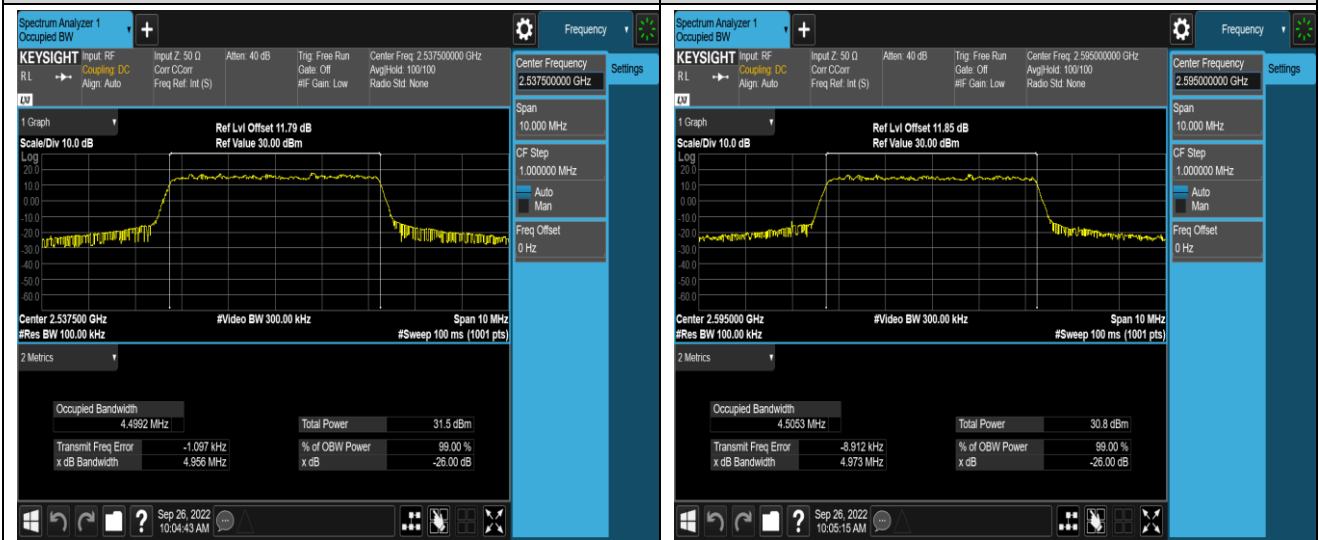 Spectrum Analyzer 1
Occupied BW
+
Frequency
KEYSIGHT
RL
Input: RF
Coupling: DC
Align: Auto
Input Z: 50 Ω
Corr CCorr
Freq Ref: Int (S)
Atten: 40 dB
Trig: Free Run
Gate: Off
#IF Gain: Low
Center Freq: 2.537500000 GHz
Avg|Hold: 100/100
Radio Std: None
LXI
Center Frequency
2.537500000 GHz
Settings
Span
10.000 MHz
CF Step
1.000000 MHz
Auto
Man
Freq Offset
0 Hz
1 Graph
Scale/Div 10.0 dB
Ref Lvl Offset 11.79 dB
Ref Value 30.00 dBm
Log
20.0
10.0
0.00
-10.0
-20.0
-30.0
-40.0
-50.0
-60.0
Center 2.537500 GHz
#Video BW 300.00 kHz
Span 10 MHz
#Res BW 100.00 kHz
#Sweep 100 ms (1001 pts)
2 Metrics
Occupied Bandwidth
4.4992 MHz
Total Power 31.5 dBm
Transmit Freq Error -1.097 kHz
% of OBW Power 99.00 %
x dB Bandwidth 4.956 MHz
x dB -26.00 dB
?
Sep 26, 2022
10:04:43 AM
Spectrum Analyzer 1
Occupied BW
+
Frequency
KEYSIGHT
RL
Input: RF
Coupling: DC
Align: Auto
Input Z: 50 Ω
Corr CCorr
Freq Ref: Int (S)
Atten: 40 dB
Trig: Free Run
Gate: Off
#IF Gain: Low
Center Freq: 2.595000000 GHz
Avg|Hold: 100/100
Radio Std: None
LXI
Center Frequency
2.595000000 GHz
Settings
Span
10.000 MHz
CF Step
1.000000 MHz
Auto
Man
Freq Offset
0 Hz
1 Graph
Scale/Div 10.0 dB
Ref Lvl Offset 11.85 dB
Ref Value 30.00 dBm
Log
20.0
10.0
0.00
-10.0
-20.0
-30.0
-40.0
-50.0
-60.0
Center 2.595000 GHz
#Video BW 300.00 kHz
Span 10 MHz
#Res BW 100.00 kHz
#Sweep 100 ms (1001 pts)
2 Metrics
Occupied Bandwidth
4.5053 MHz
Total Power 30.8 dBm
Transmit Freq Error -8.912 kHz
% of OBW Power 99.00 %
x dB Bandwidth 4.973 MHz
x dB -26.00 dB
?
Sep 26, 2022
10:05:15 AM